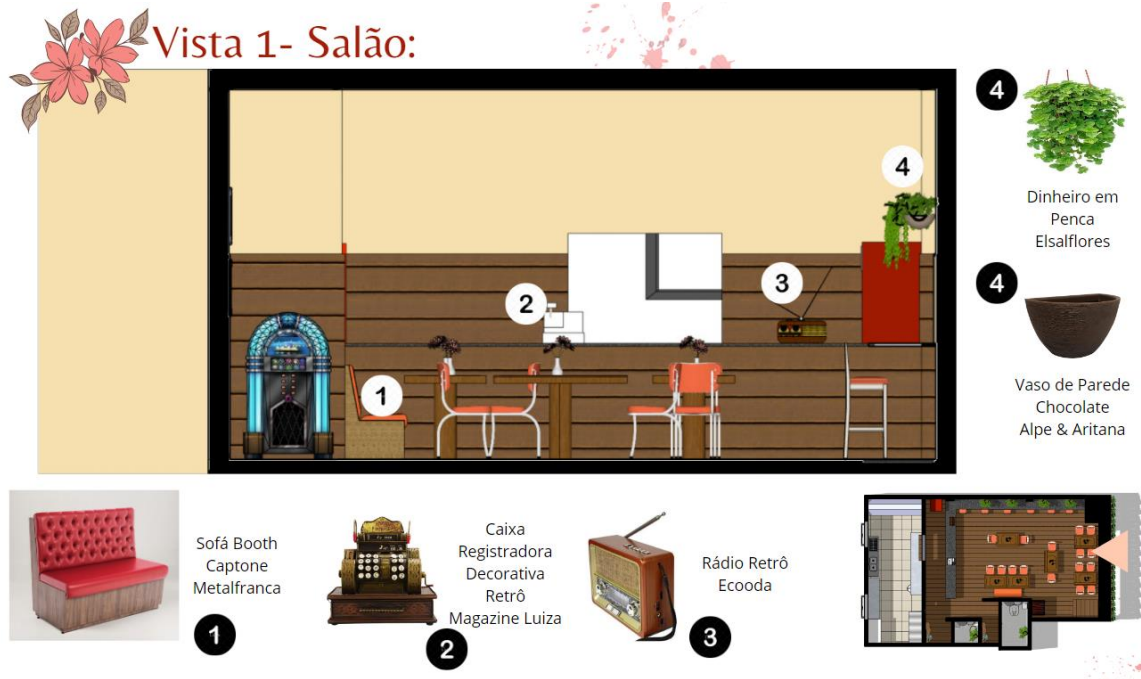 Vista 1- Salão:
4
4
Dinheiro em
Penca
Elsalflores
3
2
4
1
Vaso de Parede
Chocolate
Alpe & Aritana
Sofá Booth
Captone
Metalfranca
1
Caixa
Registradora
Decorativa
Retrô
Magazine Luiza
2
Rádio Retrô
Ecooda
3